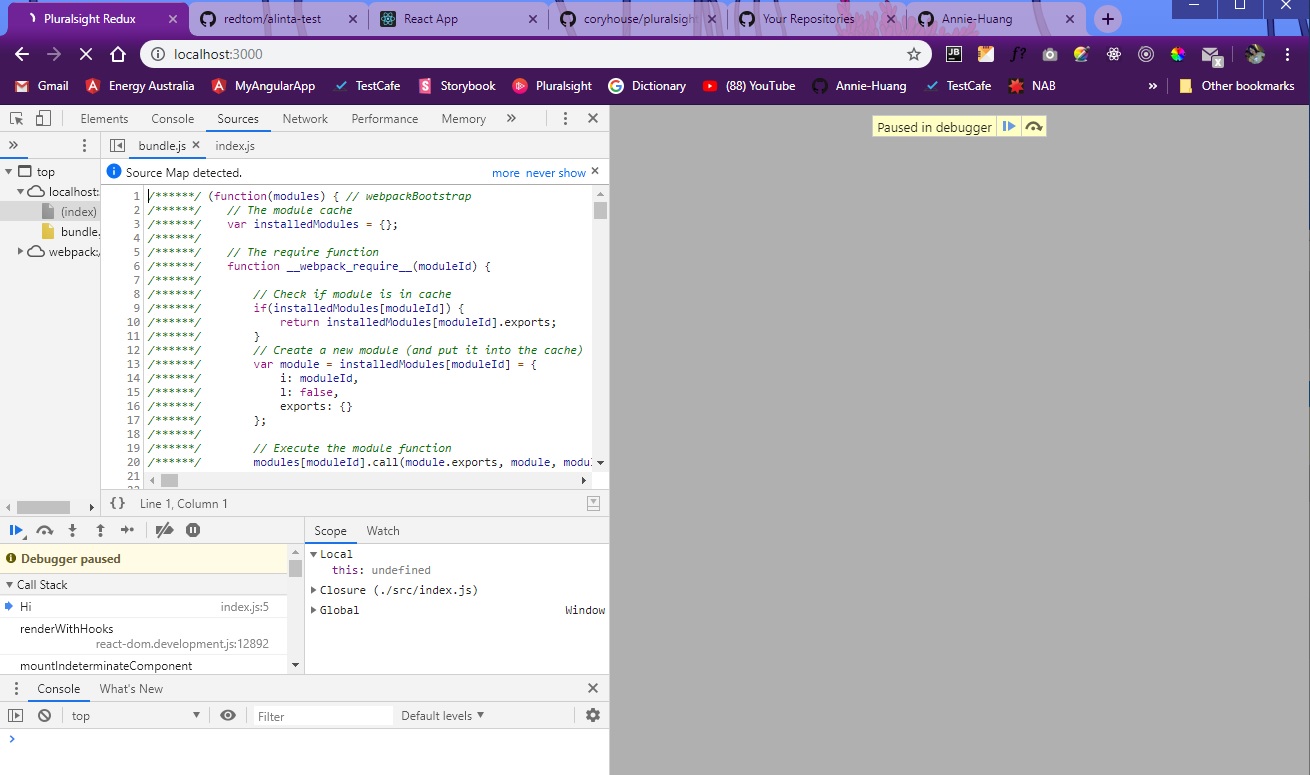 Pluralsight Redux
redtom/alinta-test
React App
coryhouse/pluralsight
Your Repositories
Annie-Huang
localhost:3000
Gmail
Energy Australia
MyAngularApp
TestCafe
Storybook
Pluralsight
Dictionary
(88) YouTube
Annie-Huang
TestCafe
NAB
Other bookmarks
Elements Console Sources Network Performance Memory
bundle.js index.js
Source Map detected. more never show
top
localhost:
(index)
bundle.
webpack:/
1 /******/ (function(modules) { // webpackBootstrap
2 /******/ // The module cache
3 /******/ var installedModules = {};
4 /******/
5 /******/ // The require function
6 /******/ function __webpack_require__(moduleId) {
7 /******/
8 /******/ // Check if module is in cache
9 /******/ if(installedModules[moduleId]) {
10 /******/ return installedModules[moduleId].exports;
11 /******/ }
12 /******/ // Create a new module (and put it into the cache)
13 /******/ var module = installedModules[moduleId] = {
14 /******/ i: moduleId,
15 /******/ l: false,
16 /******/ exports: {}
17 /******/ };
18 /******/
19 /******/ // Execute the module function
20 /******/ modules[moduleId].call(module.exports, module, modu
21
{} Line 1, Column 1
Debugger paused
Call Stack
Hi index.js:5
renderWithHooks
react-dom.development.js:12892
mountIndeterminateComponent
Scope Watch
Local
this: undefined
Closure (./src/index.js)
Global Window
Console What's New
top Filter Default levels
Paused in debugger